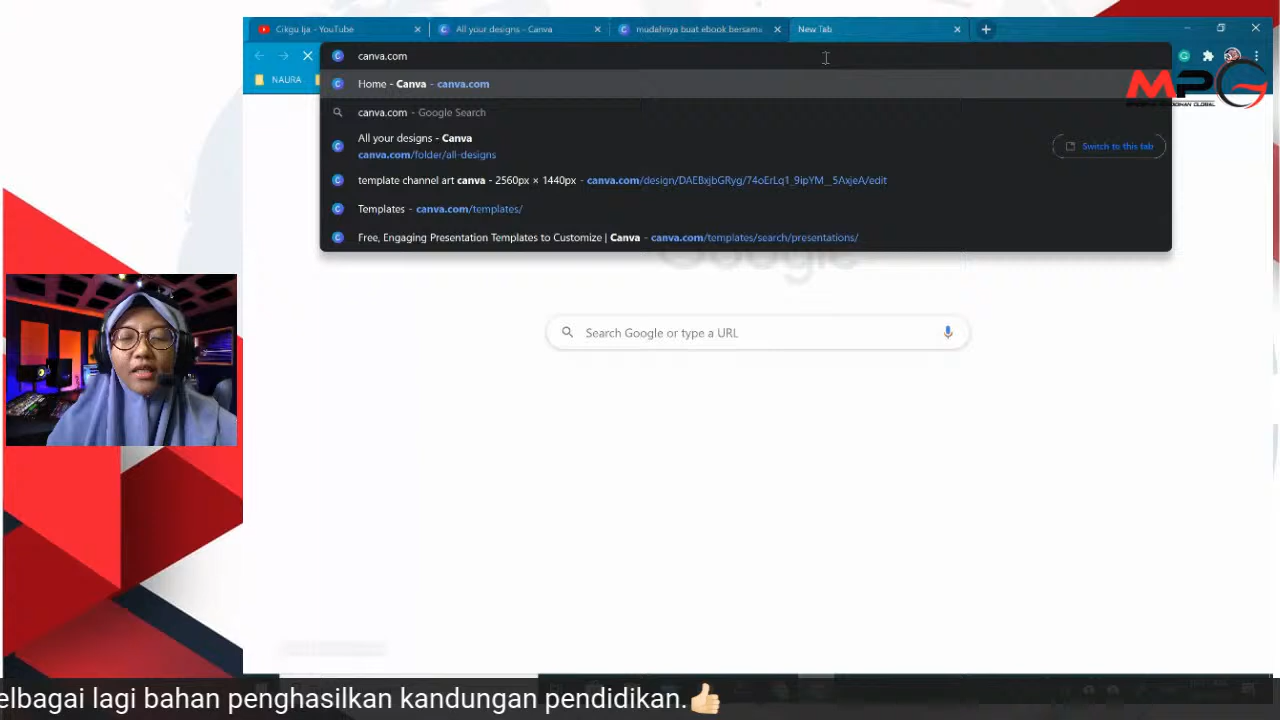 Cikgu Ija - YouTube
All your designs - Canva
mudahnya buat ebook bersama
New Tab
canva.com
NAURA
Home - Canva - canva.com
canva.com - Google Search
All your designs - Canva
canva.com/folder/all-designs
Switch to this tab
template channel art canva - 2560px × 1440px - canva.com/design/DAEBxjbGRyg/74oErLq1_9ipYM__5AxjeA/edit
Templates - canva.com/templates/
Free, Engaging Presentation Templates to Customize | Canva - canva.com/templates/search/presentations/
MPG
Google
Search Google or type a URL
elbagai lagi bahan penghasilkan kandungan pendidikan.👍🏻